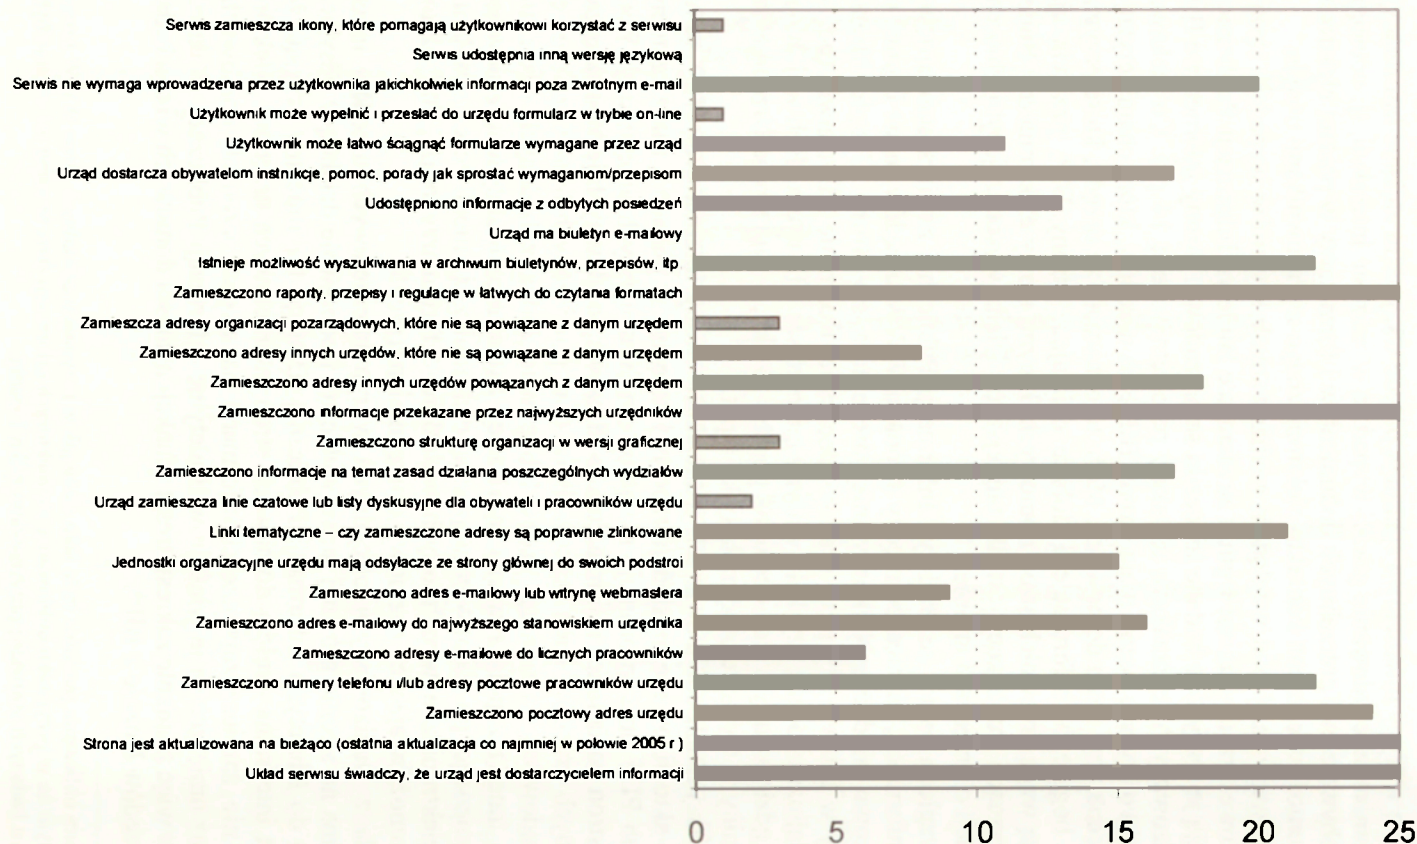 Serwis zamieszcza ikony, które pomagają użytkownikowi korzystać z serwisu
Serwis udostępnia inną wersję językową
Serwis nie wymaga wprowadzenia przez użytkownika jakichkolwiek informacji poza zwrotnym e-mail
Użytkownik może wypełnić i przesłać do urzędu formularz w trybie on-line
Użytkownik może łatwo ściągnąć formularze wymagane przez urząd
Urząd dostarcza obywatelom instrukcje, pomoc, porady jak sprostać wymaganiom/przepisom
Udostępniono informacje z odbytych posiedzeń
Urząd ma biuletyn e-mailowy
Istnieje możliwość wyszukiwania w archiwum biuletynów, przepisów, itp.
Zamieszczono raporty, przepisy i regulacje w łatwych do czytania formatach
Zamieszcza adresy organizacji pozarządowych, które nie są powiązane z danym urzędem
Zamieszczono adresy innych urzędów, które nie są powiązane z danym urzędem
Zamieszczono adresy innych urzędów powiązanych z danym urzędem
Zamieszczono informacje przekazane przez najwyższych urzędników
Zamieszczono strukturę organizacji w wersji graficznej
Zamieszczono informacje na temat zasad działania poszczególnych wydziałów
Urząd zamieszcza linie czatowe lub listy dyskusyjne dla obywateli i pracowników urzędu
Linki tematyczne – czy zamieszczone adresy są poprawnie zlinkowane
Jednostki organizacyjne urzędu mają odsyłacze ze strony głównej do swoich podstroi
Zamieszczono adres e-mailowy lub witrynę webmastera
Zamieszczono adres e-mailowy do najwyższego stanowiskiem urzędnika
Zamieszczono adresy e-mailowe do licznych pracowników
Zamieszczono numery telefonu i/lub adresy pocztowe pracowników urzędu
Zamieszczono pocztowy adres urzędu
Strona jest aktualizowana na bieżąco (ostatnia aktualizacja co najmniej w połowie 2005 r.)
Układ serwisu świadczy, że urząd jest dostarczycielem informacji
0 5 10 15 20 25